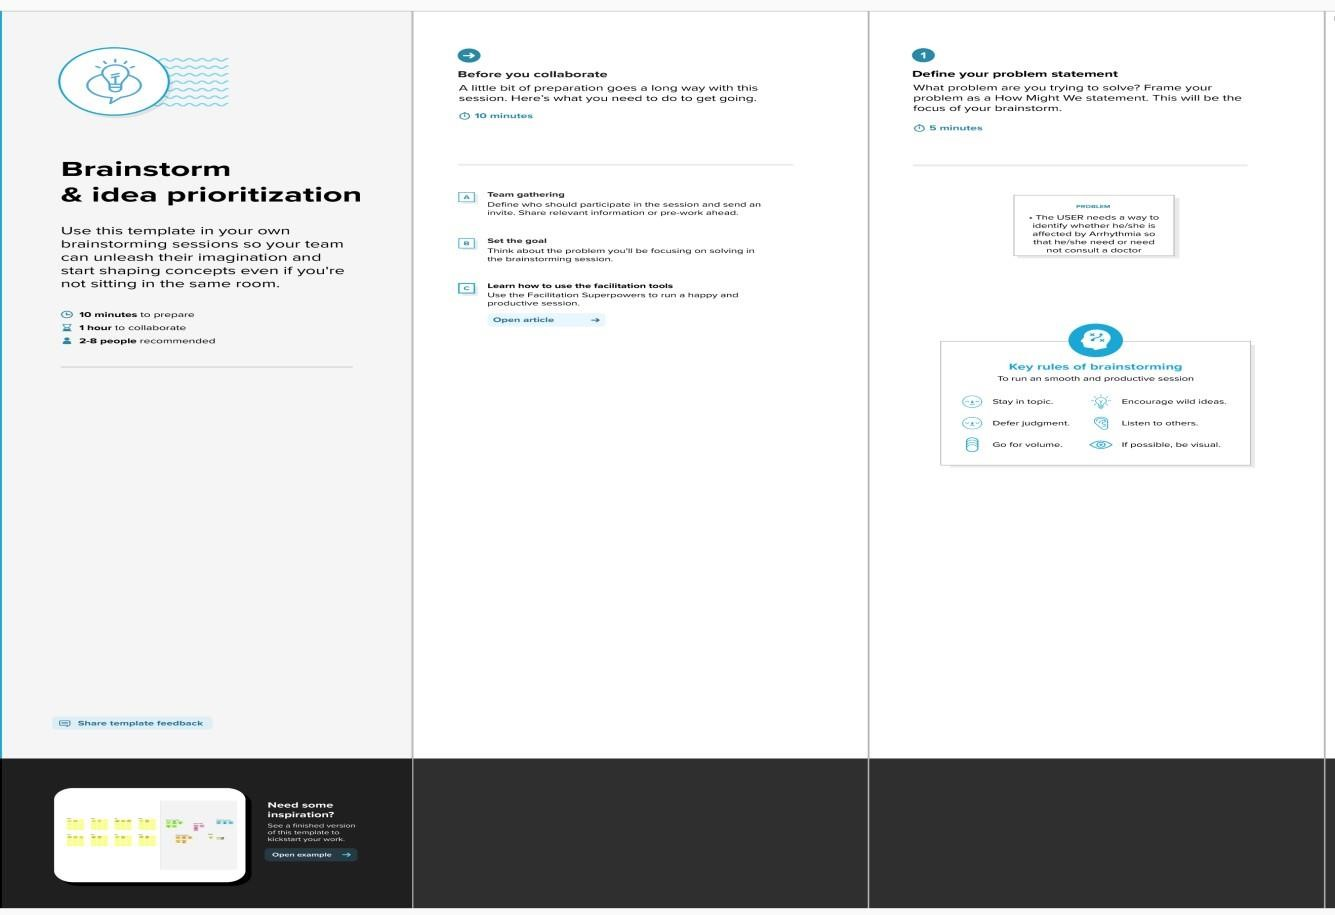 Brainstorm
& idea prioritization
Use this template in your own
brainstorming sessions so your team
can unleash their imagination and
start shaping concepts even if you're
not sitting in the same room.
10 minutes to prepare
1 hour to collaborate
2-8 people recommended
Share template feedback
Need some
inspiration?
See a finished version
of this template to
kickstart your work.
Open example
Before you collaborate
A little bit of preparation goes a long way with this
session. Here's what you need to do to get going.
10 minutes
A
Team gathering
Define who should participate in the session and send an
invite. Share relevant information or pre-work ahead.
B
Set the goal
Think about the problem you'll be focusing on solving in
the brainstorming session.
C
Learn how to use the facilitation tools
Use the Facilitation Superpowers to run a happy and
productive session.
Open article
1
Define your problem statement
What problem are you trying to solve? Frame your
problem as a How Might We statement. This will be the
focus of your brainstorm.
5 minutes
PROBLEM
• The USER needs a way to
identify whether he/she is
affected by Arrhythmia so
that he/she need or need
not consult a doctor
Key rules of brainstorming
To run an smooth and productive session
Stay in topic.
Encourage wild ideas.
Defer judgment.
Listen to others.
Go for volume.
If possible, be visual.